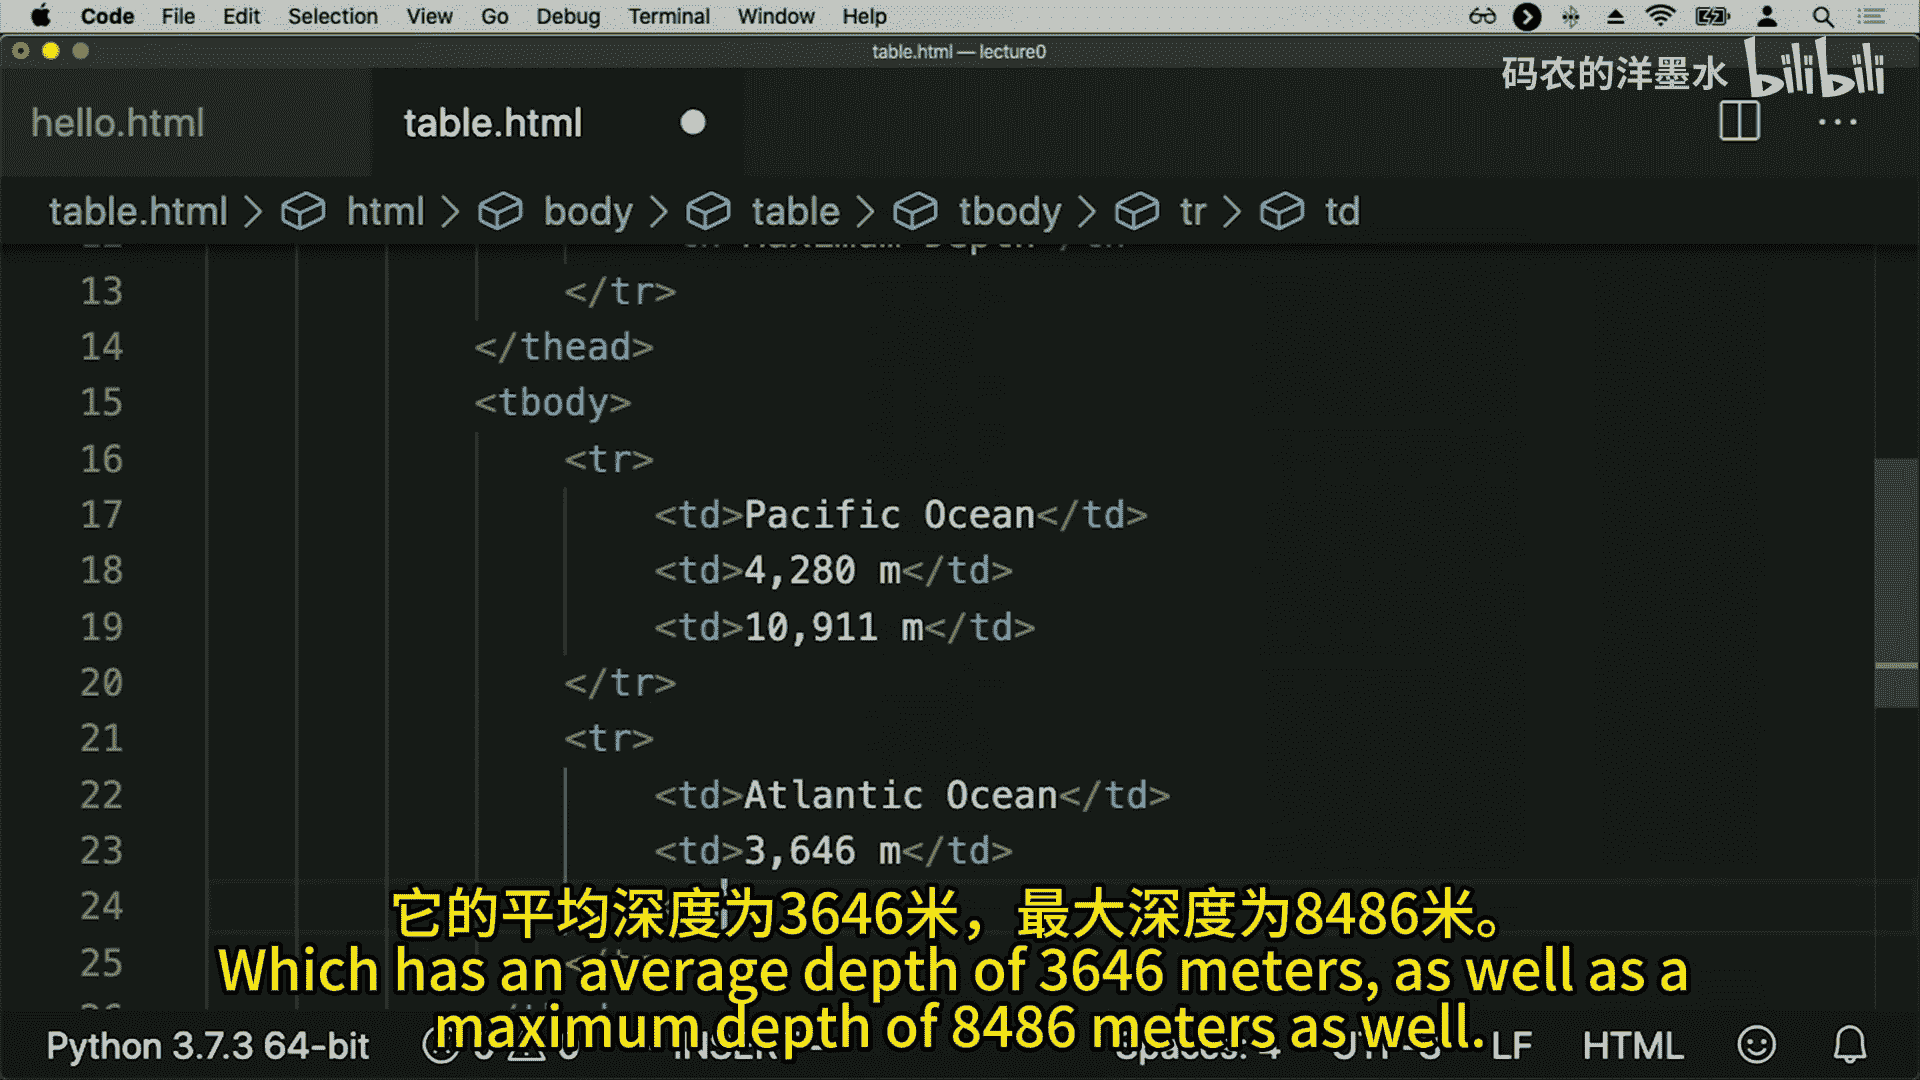 Code File Edit Selection View Go Debug Terminal Window Help
table.html — lecture0
码农的洋墨水 bilibili
hello.html table.html
table.html > html > body > table > tbody > tr > td
13 </tr>
14 </thead>
15 <tbody>
16 <tr>
17 <td>Pacific Ocean</td>
18 <td>4,280 m</td>
19 <td>10,911 m</td>
20 </tr>
21 <tr>
22 <td>Atlantic Ocean</td>
23 <td>3,646 m</td>
24
它的平均深度为3646米，最大深度为8486米。
25
Which has an average depth of 3646 meters, as well as a
maximum depth of 8486 meters as well.
Python 3.7.3 64-bit LF HTML